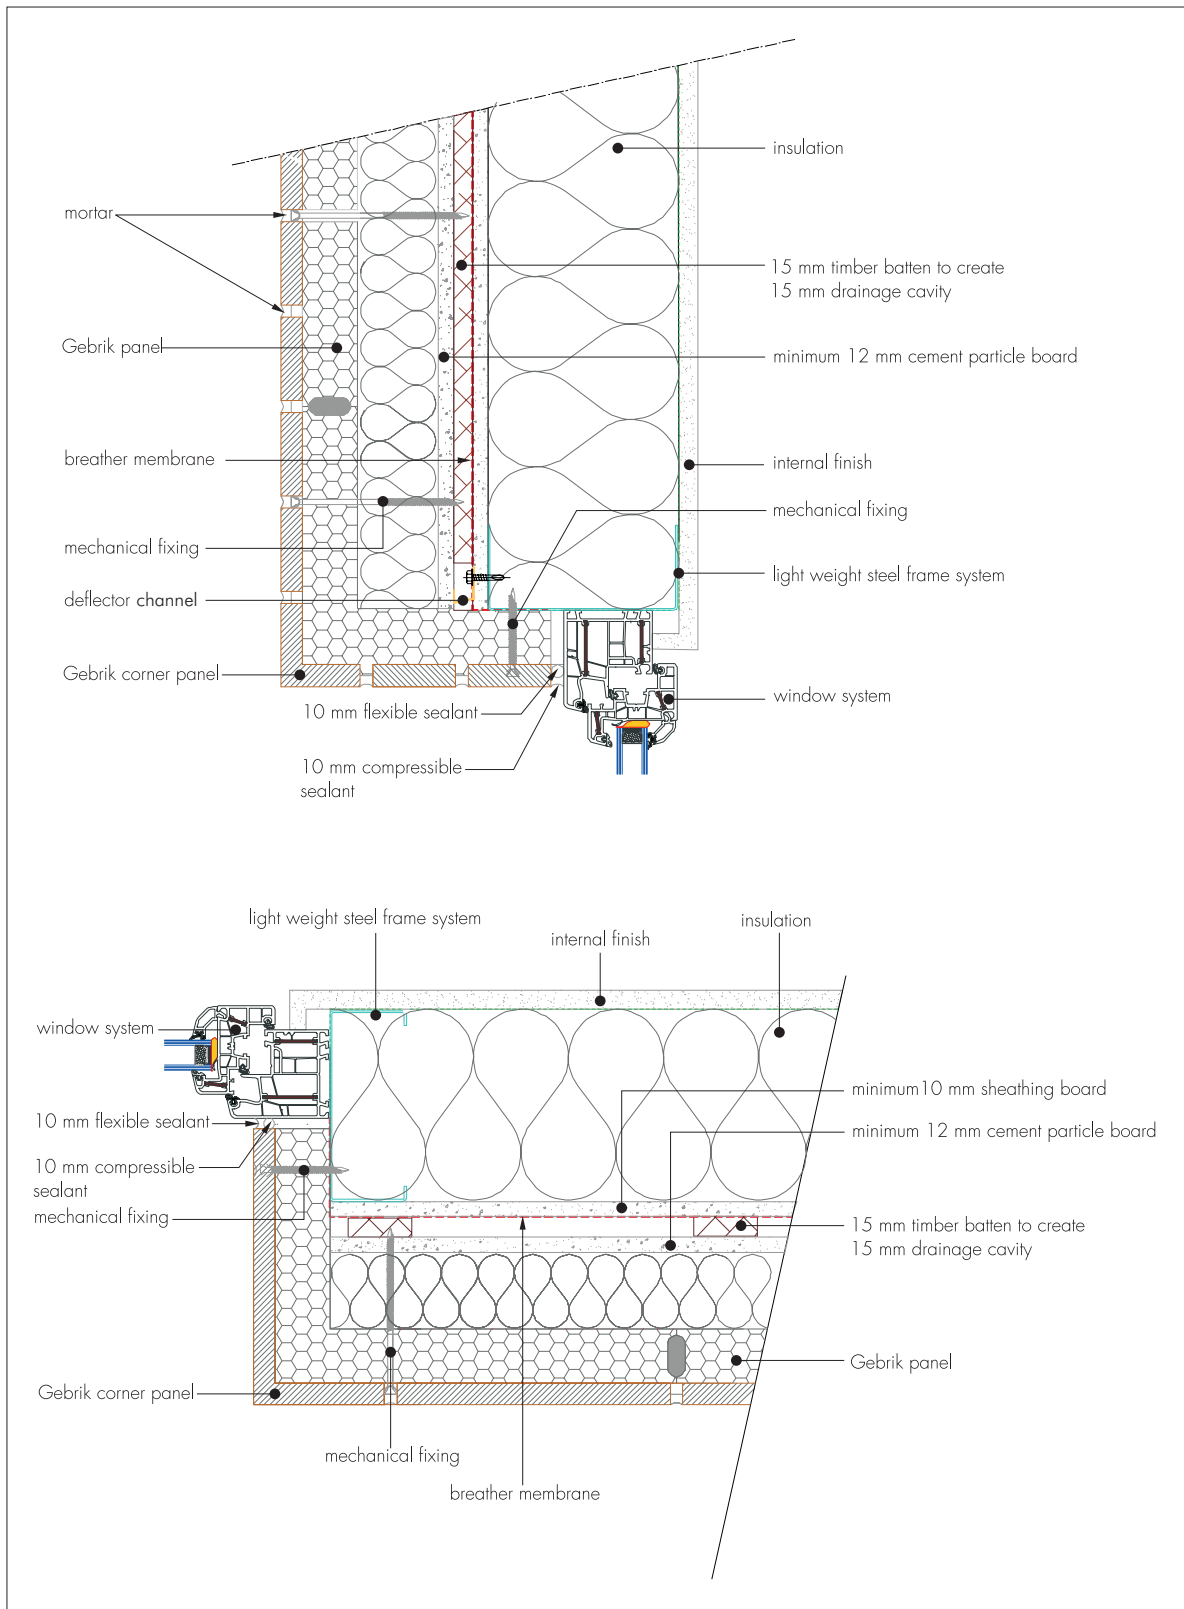 insulation
mortar
15 mm timber batten to create
15 mm drainage cavity
Gebrik panel
minimum 12 mm cement particle board
breather membrane
internal finish
mechanical fixing
mechanical fixing
light weight steel frame system
deflector channel
Gebrik corner panel
window system
10 mm flexible sealant
10 mm compressible
sealant
light weight steel frame system
insulation
internal finish
window system
minimum10 mm sheathing board
10 mm flexible sealant
minimum 12 mm cement particle board
10 mm compressible
sealant
mechanical fixing
15 mm timber batten to create
15 mm drainage cavity
Gebrik panel
Gebrik corner panel
mechanical fixing
breather membrane